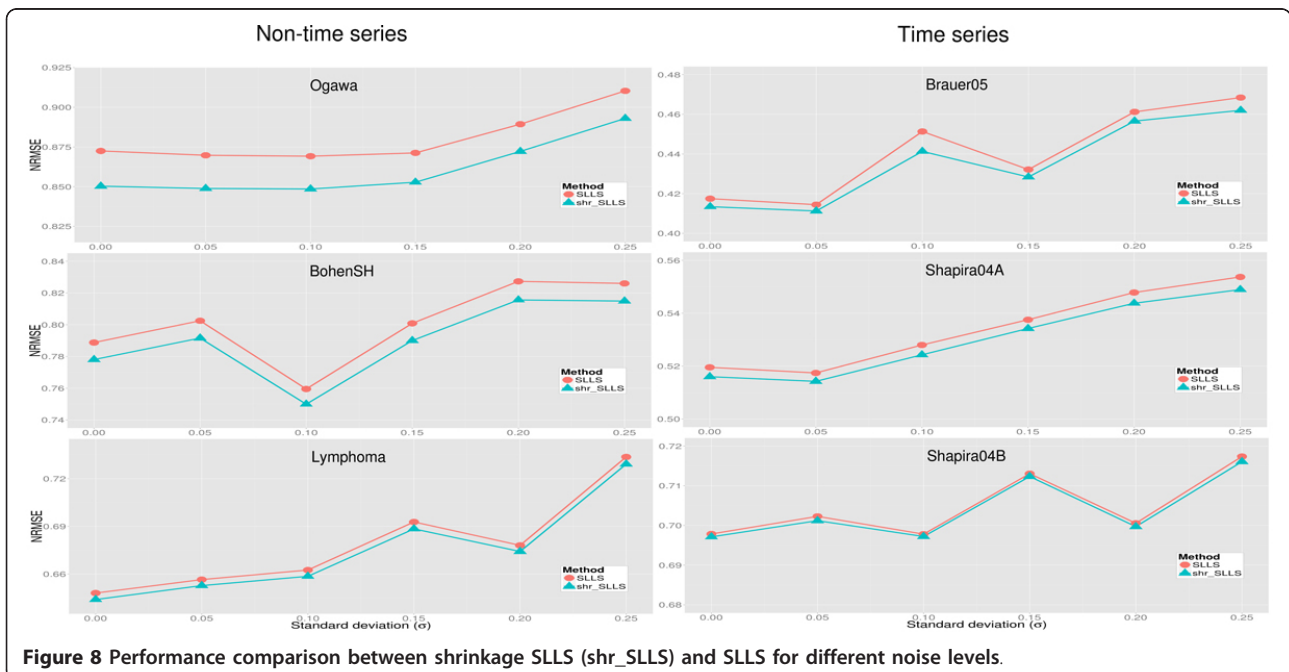 Non-time series
Time series
Ogawa
NRMSE
0.925
0.900
0.875
0.850
0.825
Method
SLLS
shr_SLLS
0.00 0.05 0.10 0.15 0.20 0.25
Brauer05
0.48
0.46
0.44
0.42
0.40
Method
SLLS
shr_SLLS
0.00 0.05 0.10 0.15 0.20 0.25
BohenSH
NRMSE
0.84
0.82
0.80
0.78
0.76
0.74
Method
SLLS
shr_SLLS
0.00 0.05 0.10 0.15 0.20 0.25
Shapira04A
0.56
0.54
0.52
0.50
Method
SLLS
shr_SLLS
0.00 0.05 0.10 0.15 0.20 0.25
Lymphoma
NRMSE
0.72
0.69
0.66
Method
SLLS
shr_SLLS
0.00 0.05 0.10 0.15 0.20 0.25
Standard deviation (σ)
Shapira04B
0.72
0.71
0.70
0.69
0.68
Method
SLLS
shr_SLLS
0.00 0.05 0.10 0.15 0.20 0.25
Standard deviation (σ)
Figure 8 Performance comparison between shrinkage SLLS (shr_SLLS) and SLLS for different noise levels.